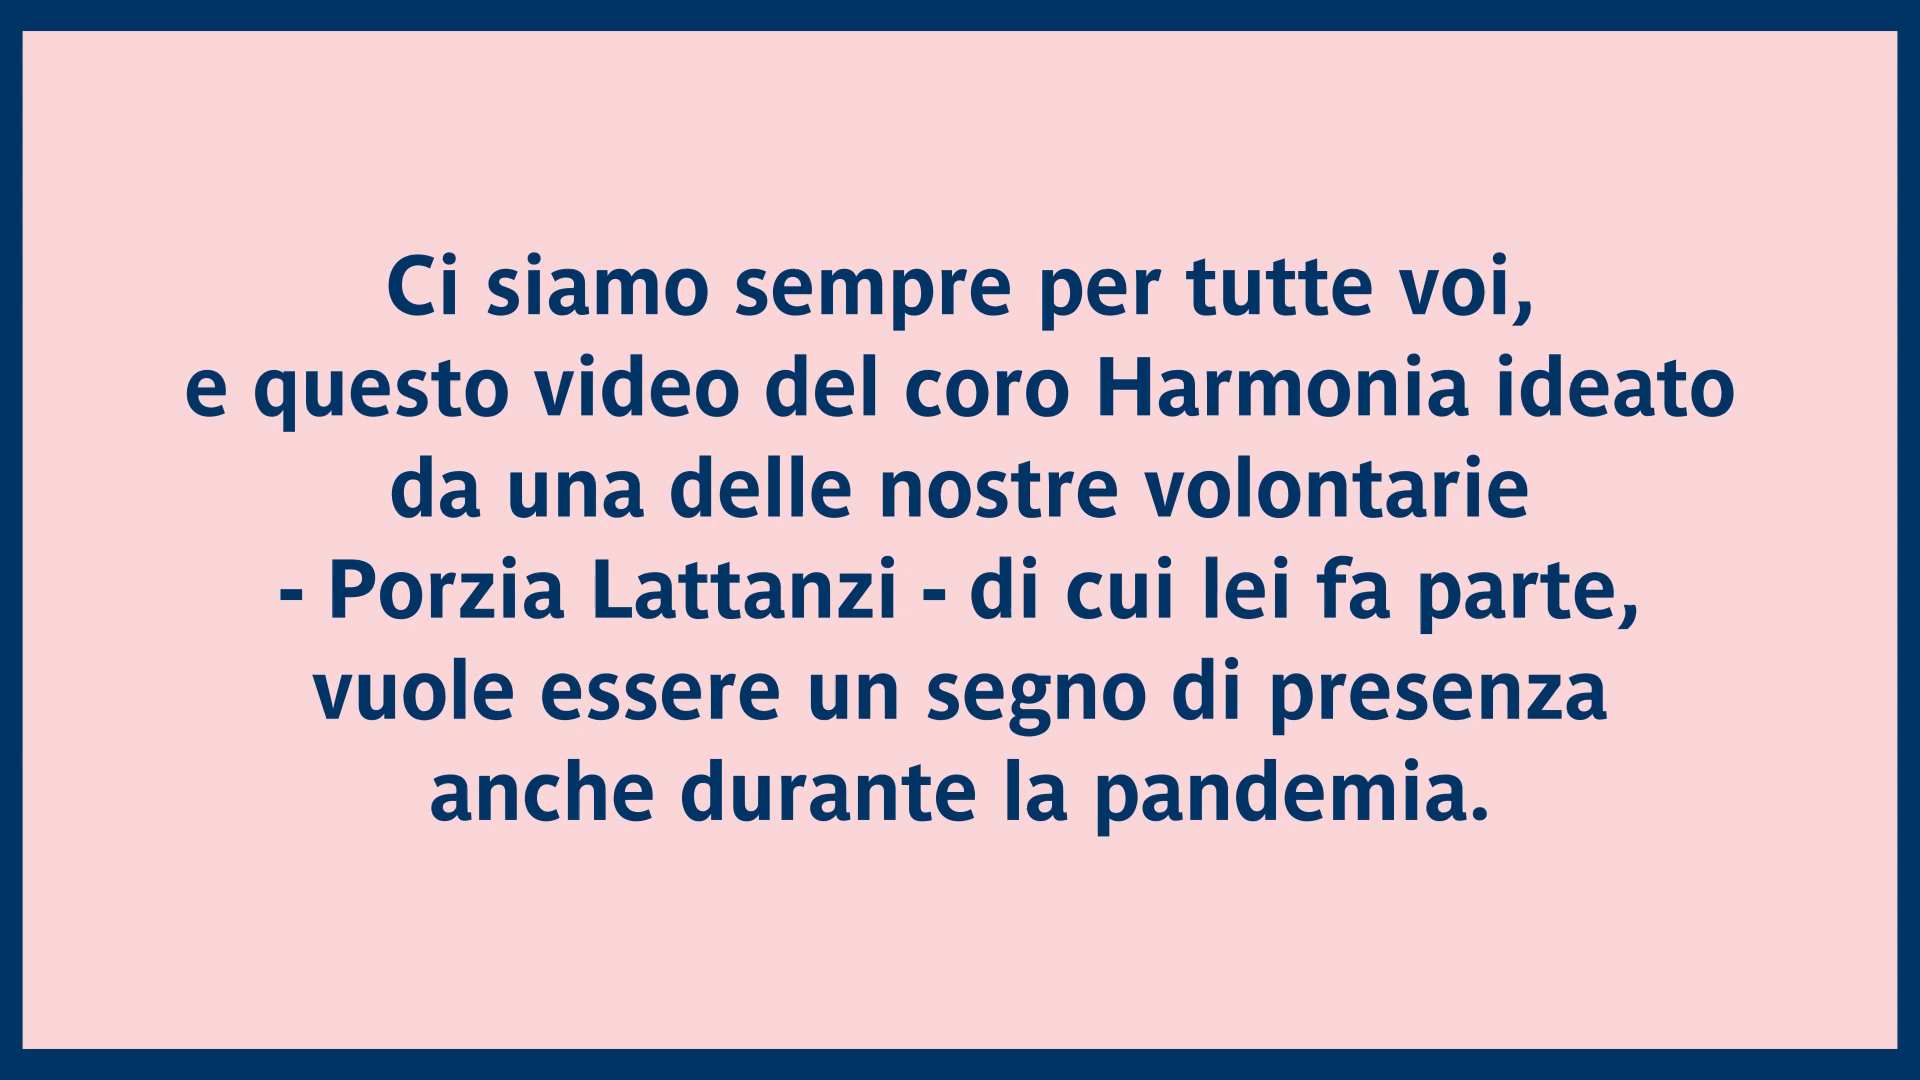 Ci siamo sempre per tutte voi,
e questo video del coro Harmonia ideato
da una delle nostre volontarie
- Porzia Lattanzi - di cui lei fa parte,
vuole essere un segno di presenza
anche durante la pandemia.